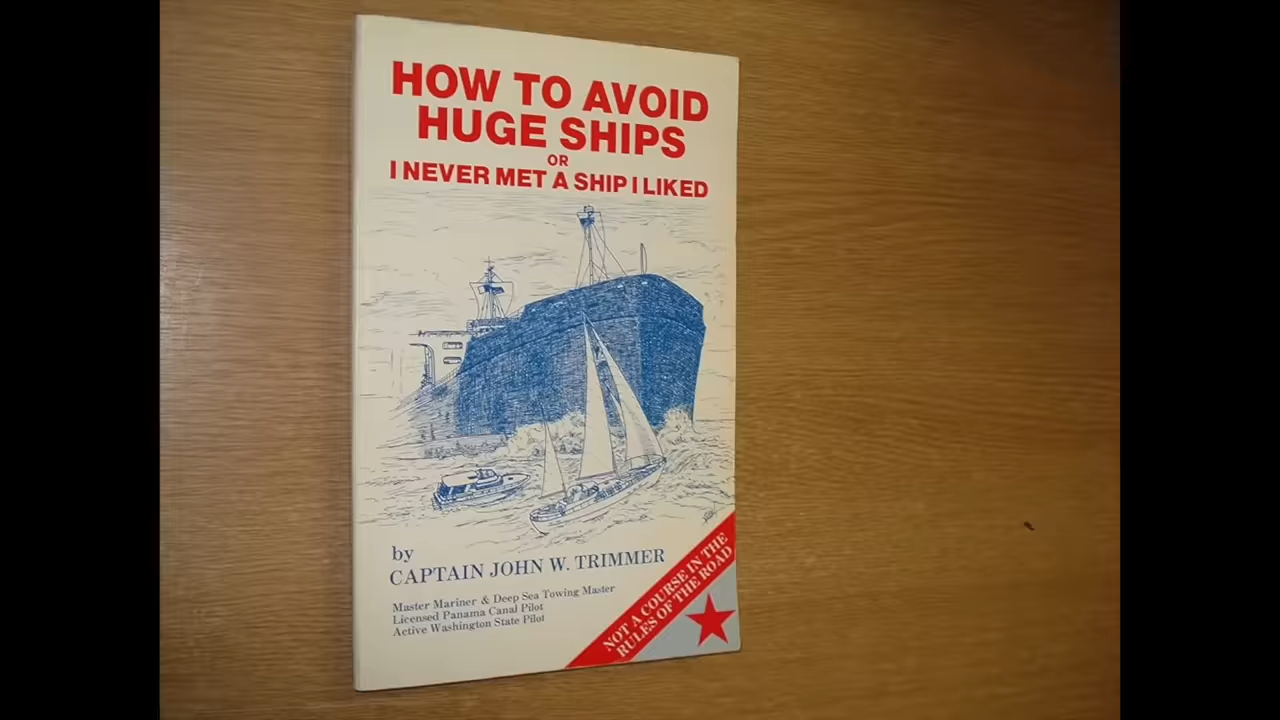 HOW TO AVOID
HUGE SHIPS
OR
I NEVER MET A SHIP I LIKED
by
CAPTAIN JOHN W. TRIMMER
Master Mariner & Deep Sea Towing Master
Licensed Panama Canal Pilot
Active Washington State Pilot
NOT A COURSE IN THE
RULES OF THE ROAD